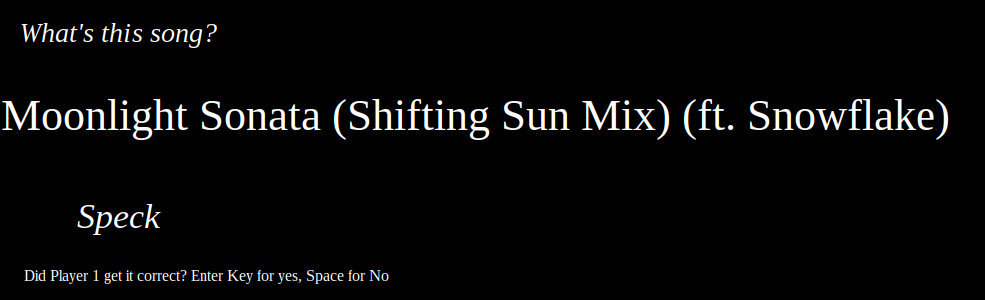 What's this song?
Moonlight Sonata (Shifting Sun Mix) (ft. Snowflake)
Speck
Did Player 1 get it correct? Enter Key for yes, Space for No